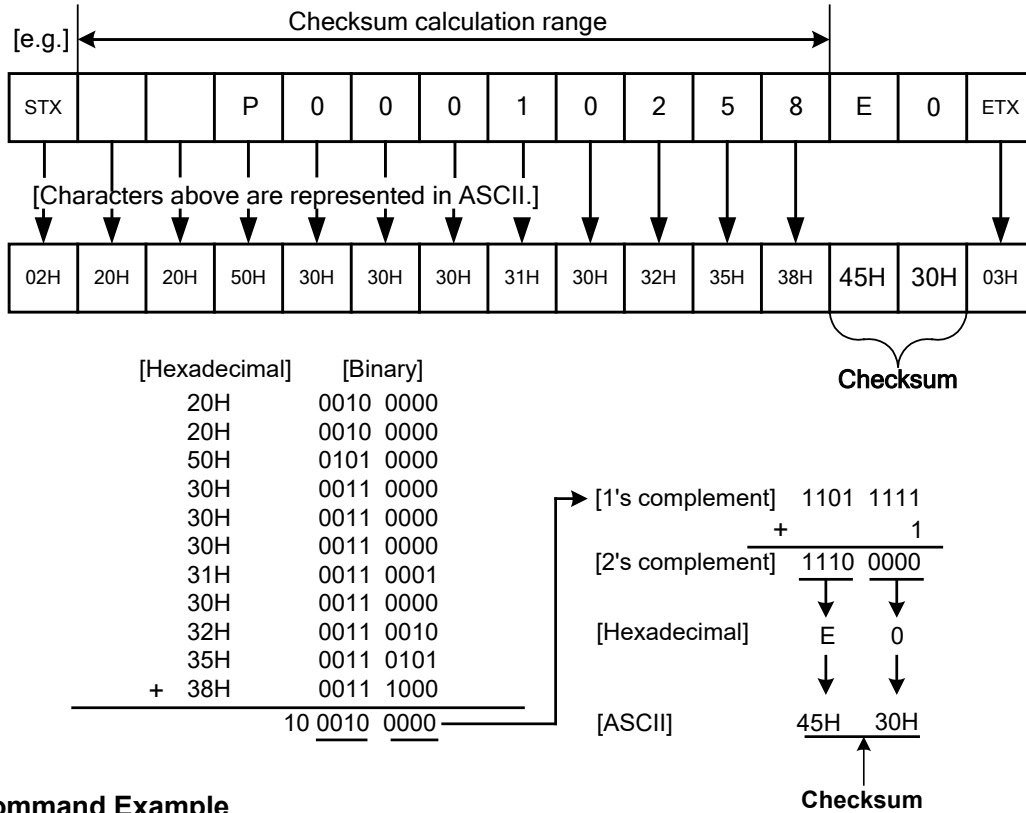 Checksum calculation range
[e.g.]
STX P 0 0 0 1 0 2 5 8 E 0 ETX
[Characters above are represented in ASCII.]
02H 20H 20H 50H 30H 30H 30H 31H 30H 32H 35H 38H 45H 30H 03H
Checksum
[Hexadecimal] [Binary]
20H 0010 0000
20H 0010 0000
50H 0101 0000
30H 0011 0000
30H 0011 0000
30H 0011 0000
31H 0011 0001
30H 0011 0000
32H 0011 0010
35H 0011 0101
+ 38H 0011 1000
10 0010 0000
[1's complement] 1101 1111
+ 1
[2's complement] 1110 0000
[Hexadecimal] E 0
[ASCII] 45H 30H
Checksum
ommand Example